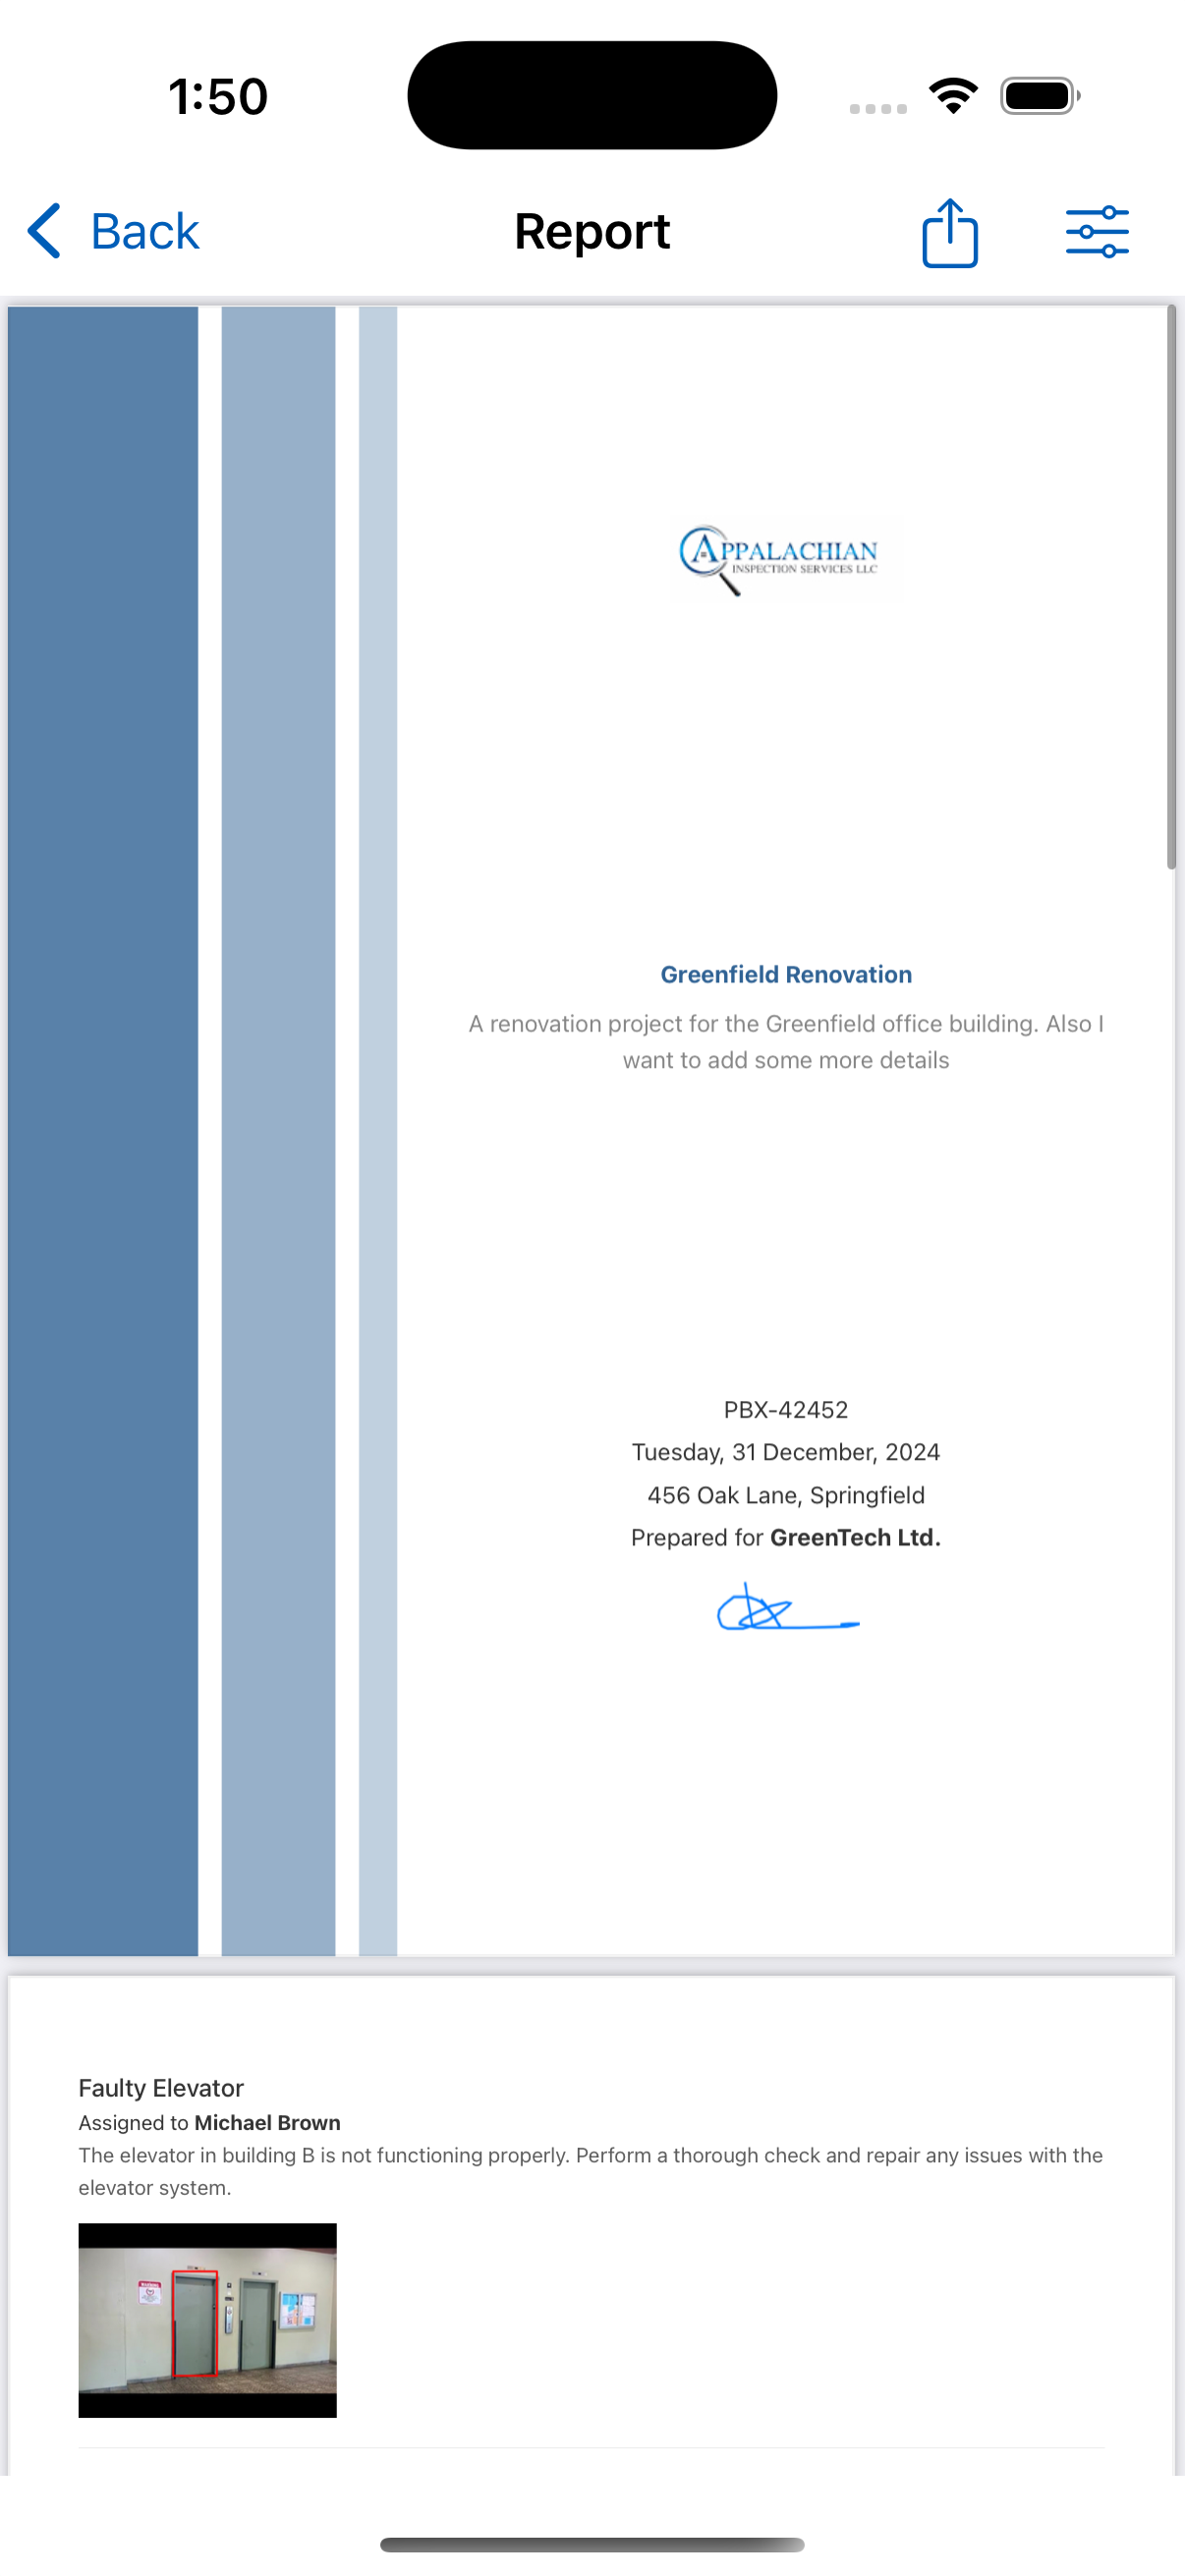 1:50
Back
Report
APPALACHIAN
INSPECTION SERVICES LLC
Greenfield Renovation
A renovation project for the Greenfield office building. Also I
want to add some more details
PBX-42452
Tuesday, 31 December, 2024
456 Oak Lane, Springfield
Prepared for GreenTech Ltd.
Faulty Elevator
Assigned to Michael Brown
The elevator in building B is not functioning properly. Perform a thorough check and repair any issues with the
elevator system.